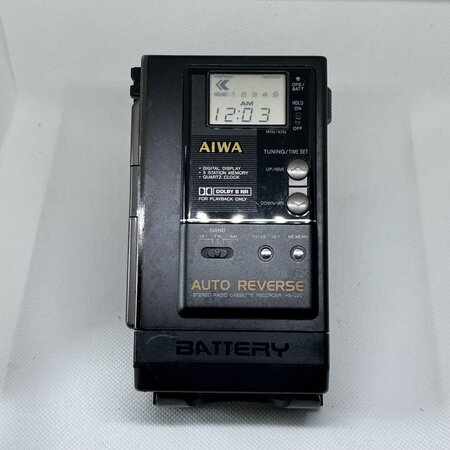 MEMO 1 2 3 4 5
AM
12:03
OPE/
BATT
HOLD
ON
OFF
MHz/kHz
AIWA
TUNING/TIME SET
• DIGITAL DISPLAY
• 5 STATION MEMORY
• QUARTZ CLOCK
UP/HOUR
DOLBY B NR
FOR PLAYBACK ONLY
DOWN/MIN
BAND
FM AM
MEMORY
AUTO REVERSE
STEREO RADIO CASSETTE RECORDER
BATTERY